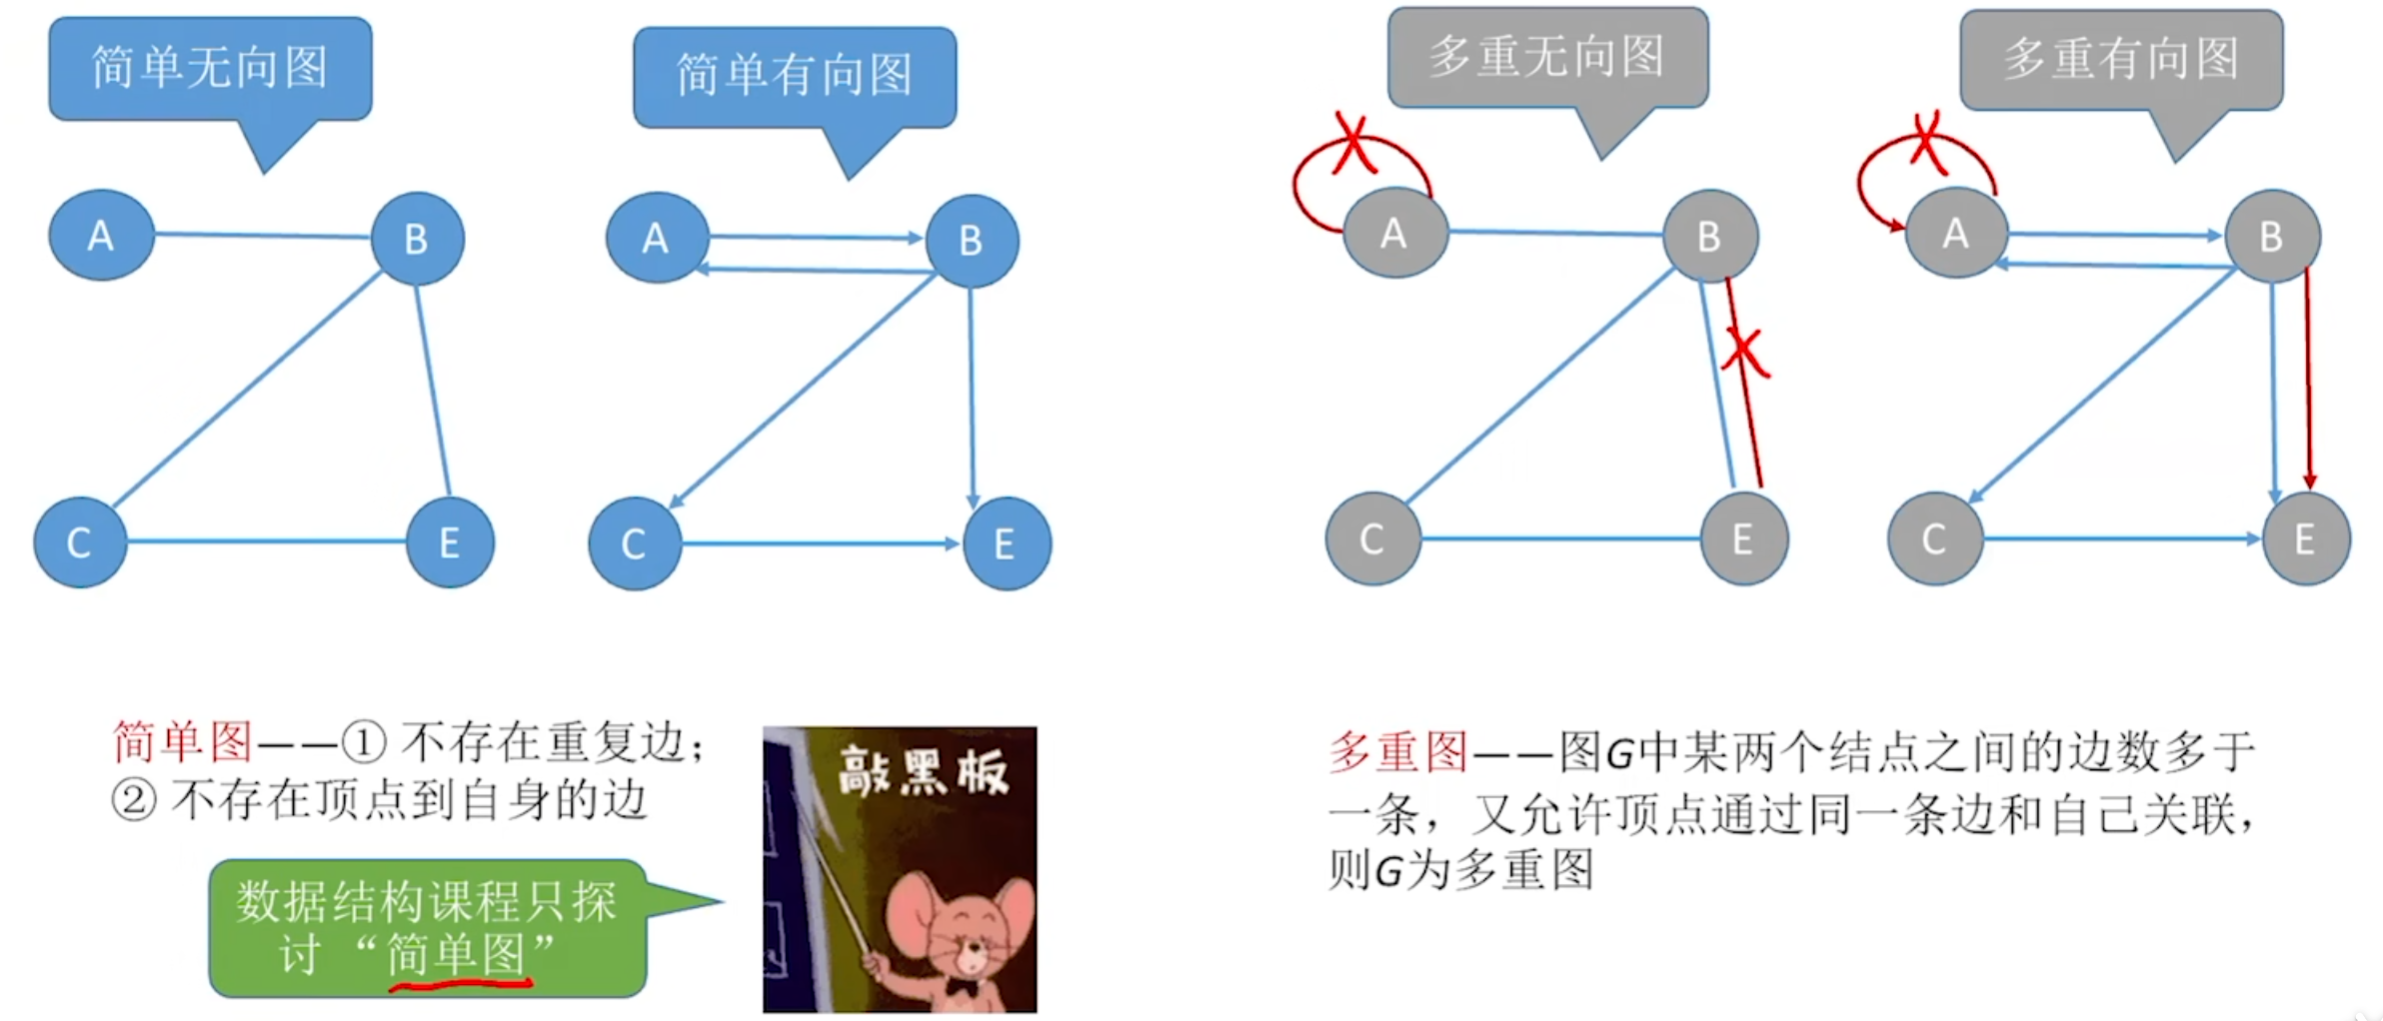 简单无向图
简单有向图
多重无向图
多重有向图
A
B
C
E
A
B
C
E
A
B
C
E
A
B
C
E
简单图——① 不存在重复边；
② 不存在顶点到自身的边
数据结构课程只探
讨“简单图”
敲黑板
多重图——图G中某两个结点之间的边数多于
一条，又允许顶点通过同一条边和自己关联，
则G为多重图